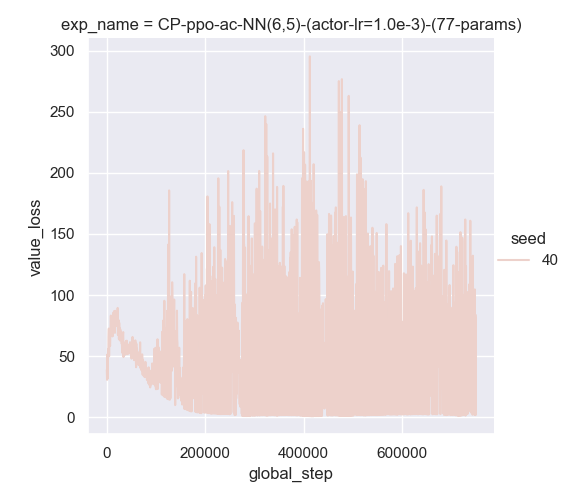 exp_name = CP-ppo-ac-NN(6,5)-(actor-lr=1.0e-3)-(77-params)
300
250
200
150
100
50
0
value_loss
0 200000 400000 600000
global_step
seed
40